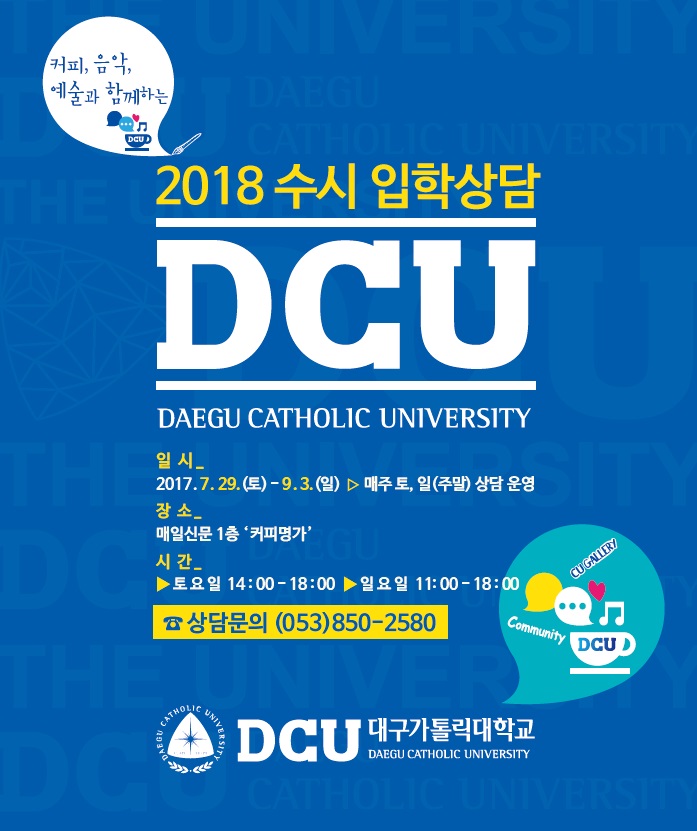 커피, 음악,
예술과 함께하는
DCU
2018 수시 입학상담
DCU
DAEGU CATHOLIC UNIVERSITY
일 시_
2017. 7. 29.(토) - 9. 3.(일) ▷ 매주 토, 일(주말) 상담 운영
장 소_
매일신문 1층 ‘커피명가’
시 간_
▶토요일 14:00 - 18:00 ▶일요일 11:00 - 18:00
☎상담문의 (053)850-2580
CU GALLERY
Community
DCU
DAEGU CATHOLIC UNIVERSITY
DCU 대구가톨릭대학교
DAEGU CATHOLIC UNIVERSITY
THE UNIVERSITY
DAEGU
CATHOLIC UNIVERSITY